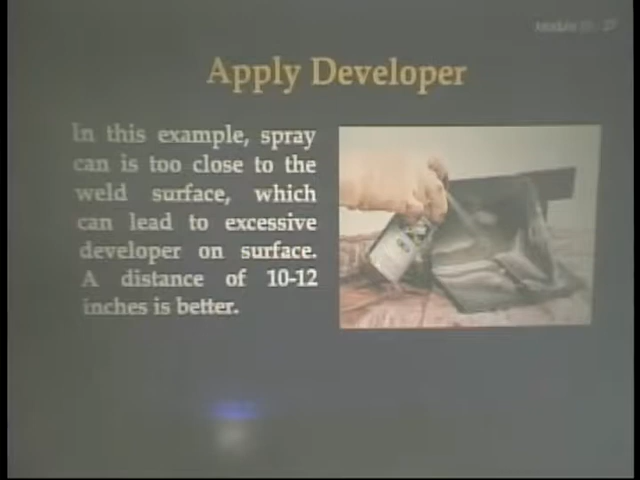 Apply Developer
In this example, spray
can is too close to the
weld surface, which
can lead to excessive
developer on surface.
A distance of 10-12
inches is better.